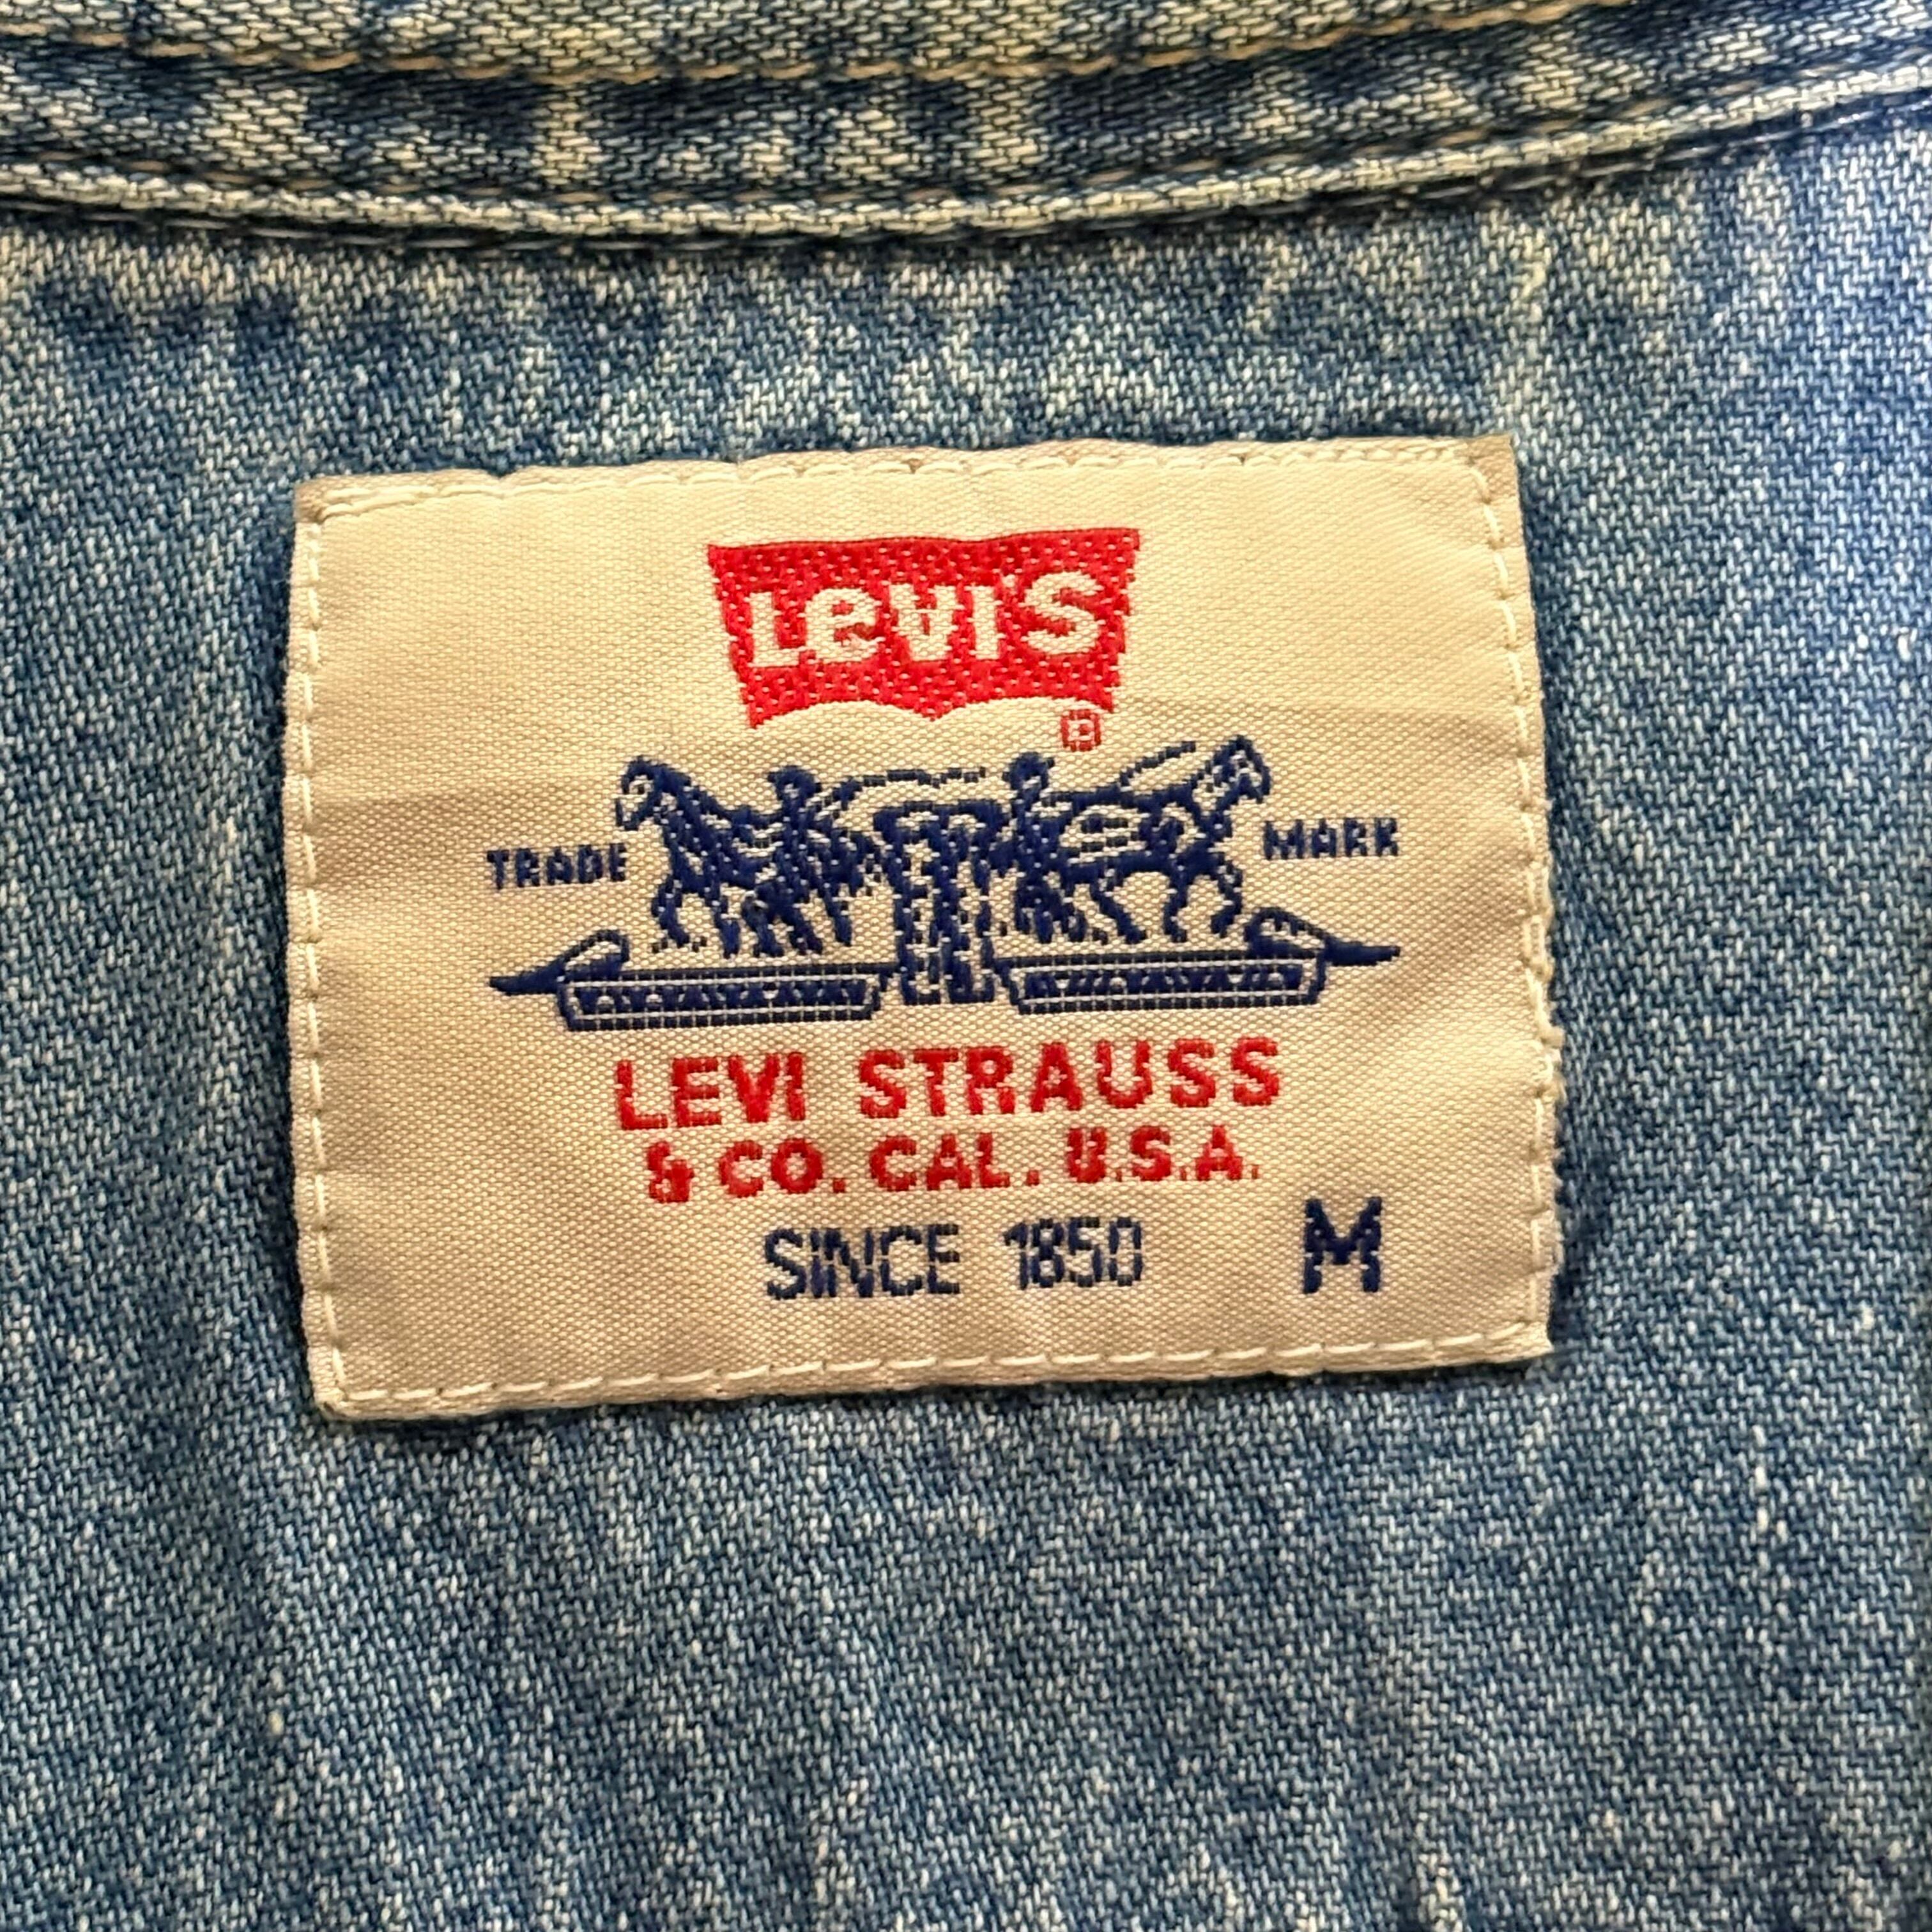 LeVI'S
®
TRADE MARK
LEVI STRAUSS
& CO. CAL. U.S.A.
SINCE 1850 M